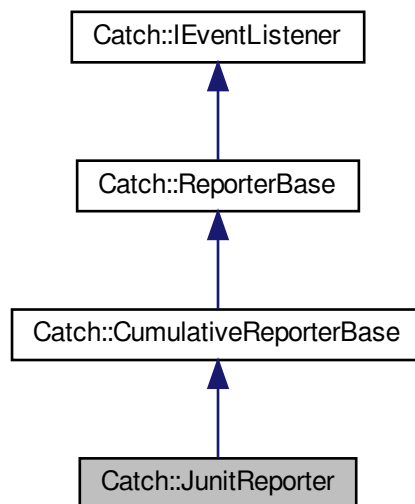 Catch::IEventListener
Catch::ReporterBase
Catch::CumulativeReporterBase
Catch::JunitReporter